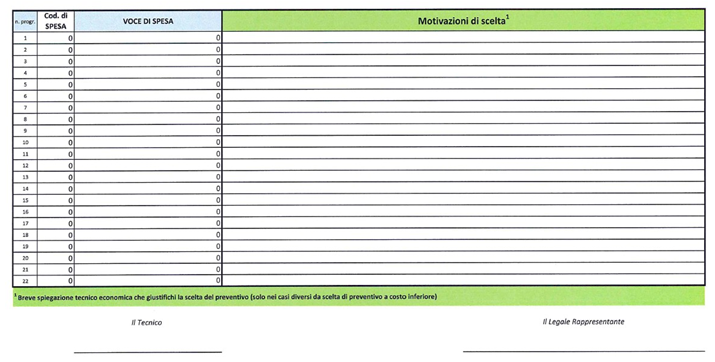 n. progr. Cod. di SPESA VOCE DI SPESA Motivazioni di scelta1
1 0 0
2 0 0
3 0 0
4 0 0
5 0 0
6 0 0
7 0 0
8 0 0
9 0 0
10 0 0
11 0 0
12 0 0
13 0 0
14 0 0
15 0 0
16 0 0
17 0 0
18 0 0
19 0 0
20 0 0
21 0 0
22 0 0
1 Breve spiegazione tecnico economica che giustifichi la scelta del preventivo (solo nei casi diversi da scelta di preventivo a costo inferiore)
Il Tecnico Il Legale Rappresentante